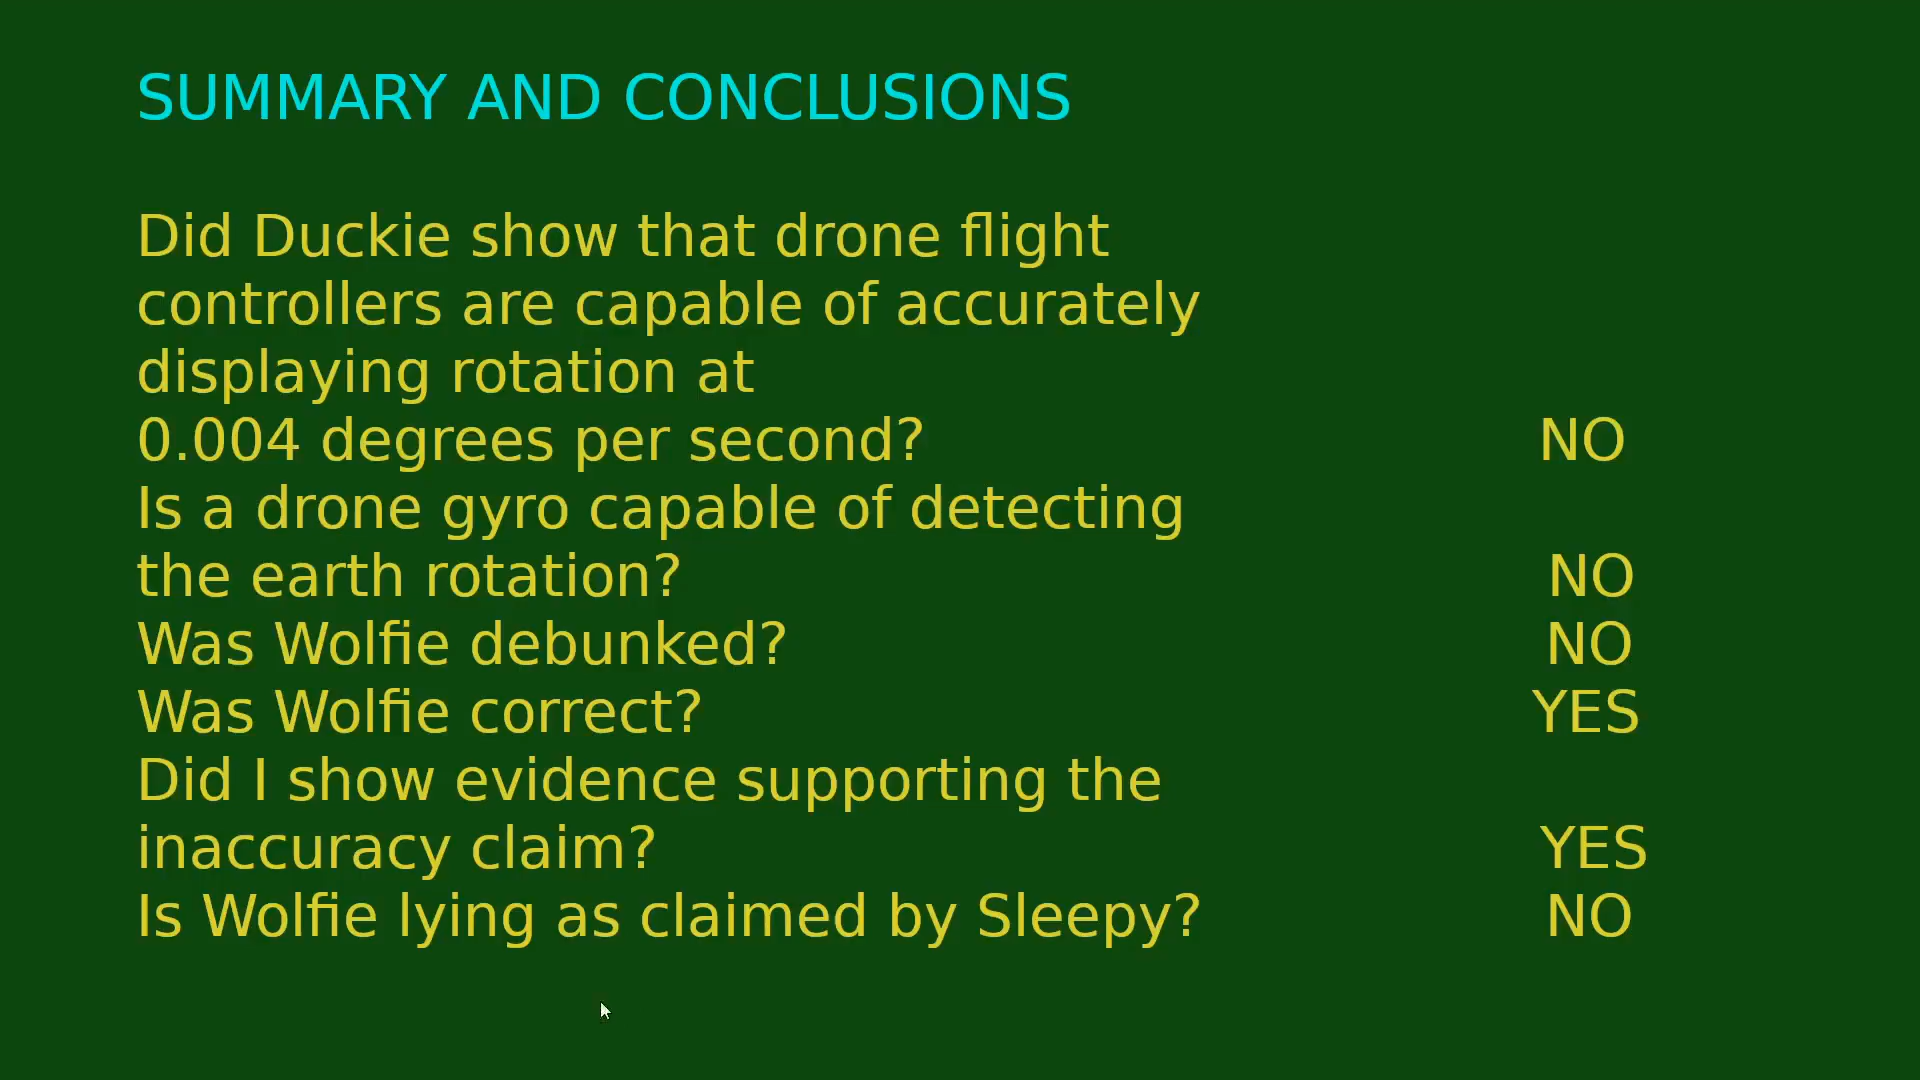 SUMMARY AND CONCLUSIONS
Did Duckie show that drone flight
controllers are capable of accurately
displaying rotation at
0.004 degrees per second? NO
Is a drone gyro capable of detecting
the earth rotation? NO
Was Wolfie debunked? NO
Was Wolfie correct? YES
Did I show evidence supporting the
inaccuracy claim? YES
Is Wolfie lying as claimed by Sleepy? NO